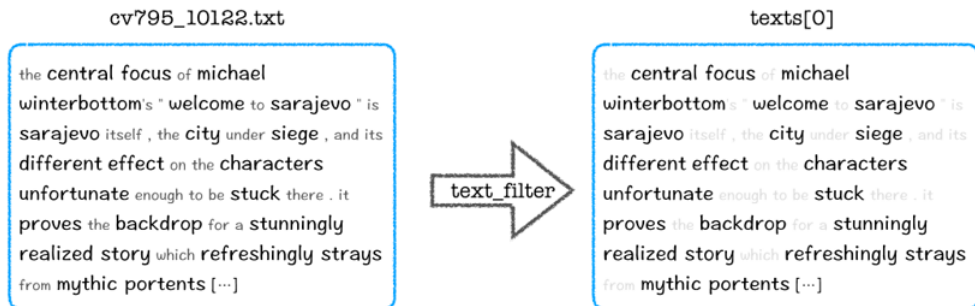 cv795_10122.txt
the central focus of michael
winterbottom's " welcome to sarajevo " is
sarajevo itself , the city under siege , and its
different effect on the characters
unfortunate enough to be stuck there . it
proves the backdrop for a stunningly
realized story which refreshingly strays
from mythic portents [...]
text_filter
texts[0]
the central focus of michael
winterbottom's " welcome to sarajevo " is
sarajevo itself , the city under siege , and its
different effect on the characters
unfortunate enough to be stuck there . it
proves the backdrop for a stunningly
realized story which refreshingly strays
from mythic portents [...]